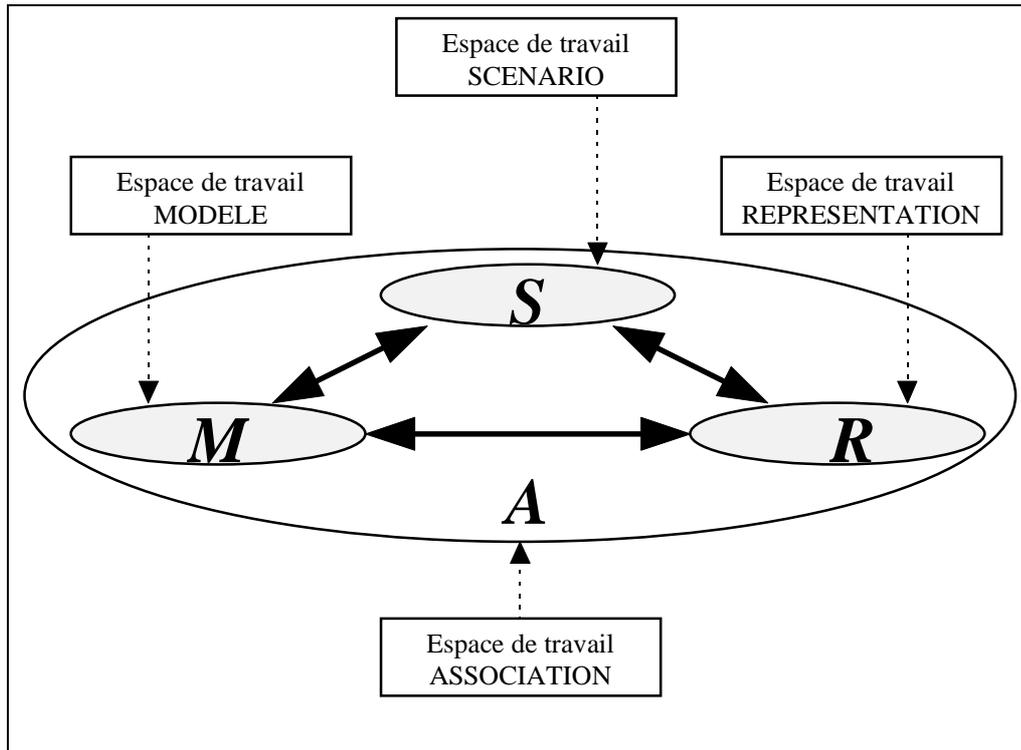 Espace de travail
SCENARIO
Espace de travail
MODELE
Espace de travail
REPRESENTATION
S
M
R
A
Espace de travail
ASSOCIATION